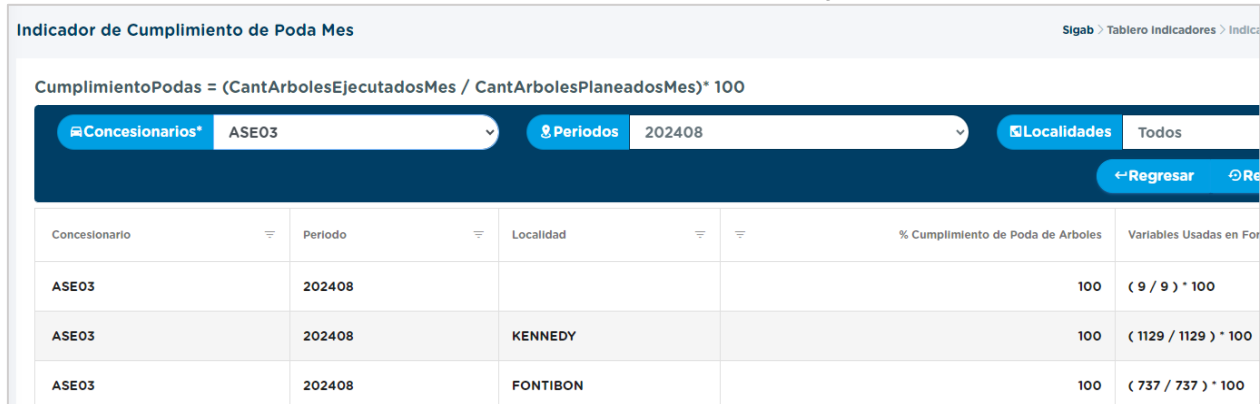 Indicador de Cumplimiento de Poda Mes
Sigab > Tablero Indicadores > Indica
CumplimientoPodas = (CantArbolesEjecutadosMes / CantArbolesPlaneadosMes)* 100
Concesionarios* ASE03 Periodos 202408 Localidades Todos
Regresar Re
Concesionario Periodo Localidad % Cumplimiento de Poda de Arboles Variables Usadas en For
ASE03 202408 100 ( 9 / 9 ) * 100
ASE03 202408 KENNEDY 100 ( 1129 / 1129 ) * 100
ASE03 202408 FONTIBON 100 ( 737 / 737 ) * 100